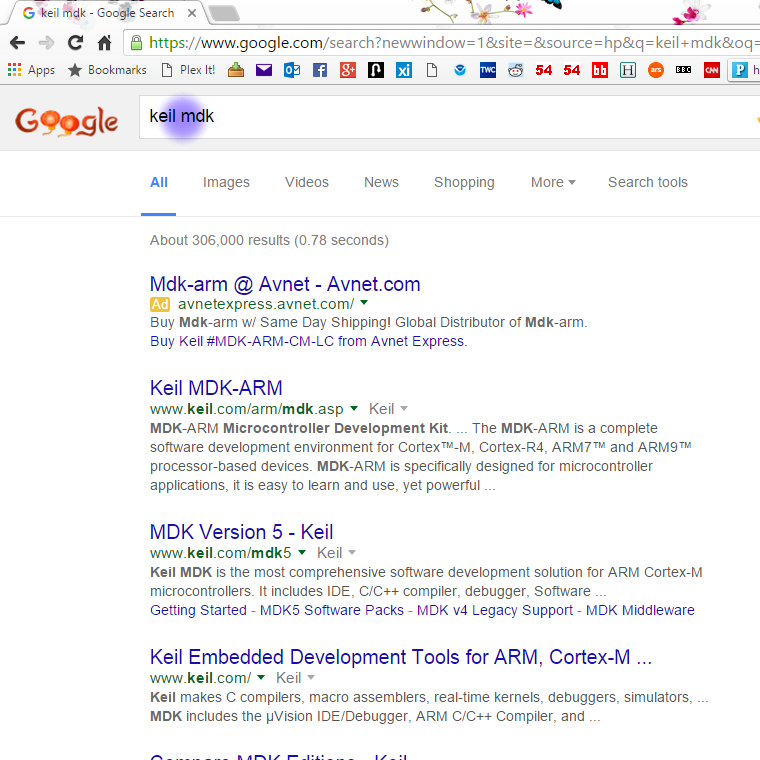 keil mdk - Google Search
https://www.google.com/search?newwindow=1&site=&source=hp&q=keil+mdk&oq=
Apps Bookmarks Plex It! TWC 54 54 bb H ars BBC CNN P h
Google keil mdk
All Images Videos News Shopping More Search tools
About 306,000 results (0.78 seconds)
Mdk-arm @ Avnet - Avnet.com
Ad avnetexpress.avnet.com/
Buy Mdk-arm w/ Same Day Shipping! Global Distributor of Mdk-arm.
Buy Keil #MDK-ARM-CM-LC from Avnet Express.
Keil MDK-ARM
www.keil.com/arm/mdk.asp Keil
MDK-ARM Microcontroller Development Kit. ... The MDK-ARM is a complete
software development environment for Cortex™-M, Cortex-R4, ARM7™ and ARM9™
processor-based devices. MDK-ARM is specifically designed for microcontroller
applications, it is easy to learn and use, yet powerful ...
MDK Version 5 - Keil
www.keil.com/mdk5 Keil
Keil MDK is the most comprehensive software development solution for ARM Cortex-M
microcontrollers. It includes IDE, C/C++ compiler, debugger, Software ...
Getting Started - MDK5 Software Packs - MDK v4 Legacy Support - MDK Middleware
Keil Embedded Development Tools for ARM, Cortex-M ...
www.keil.com/ Keil
Keil makes C compilers, macro assemblers, real-time kernels, debuggers, simulators, ...
MDK includes the µVision IDE/Debugger, ARM C/C++ Compiler, and ...
Compare MDK Editions - Keil